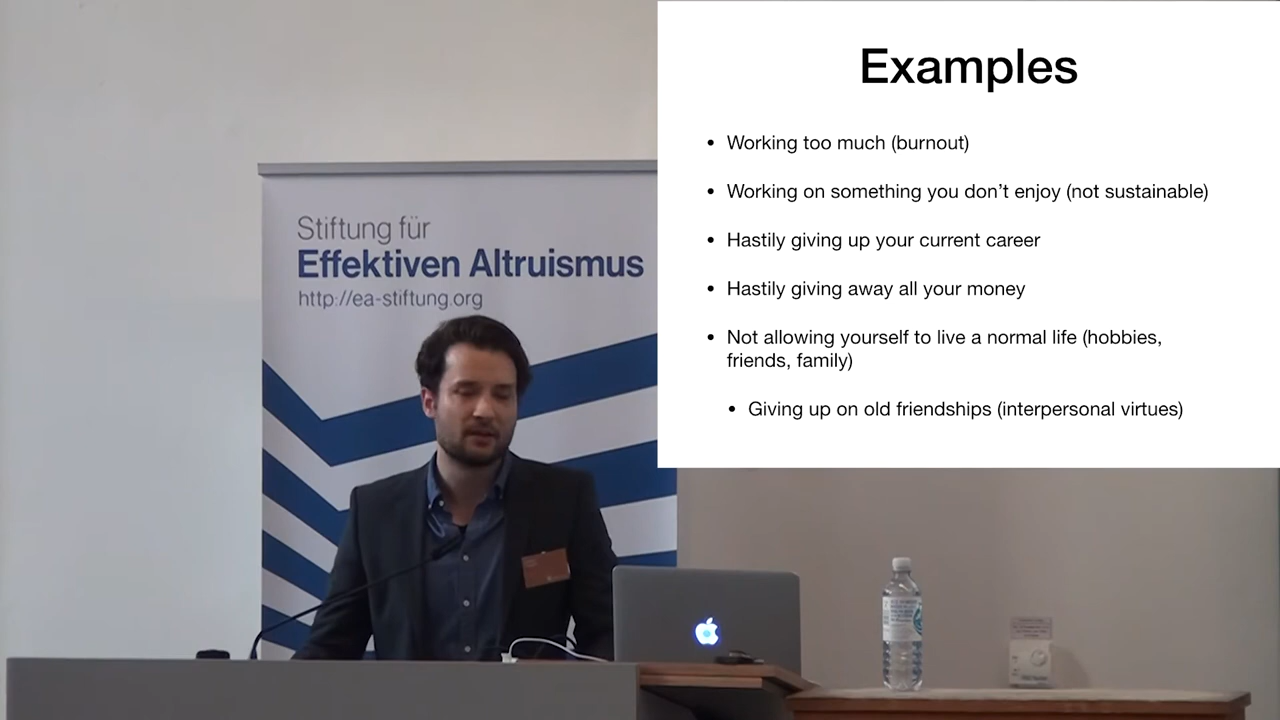 Examples
• Working too much (burnout)
• Working on something you don’t enjoy (not sustainable)
• Hastily giving up your current career
• Hastily giving away all your money
• Not allowing yourself to live a normal life (hobbies,
friends, family)
• Giving up on old friendships (interpersonal virtues)
Stiftung für
Effektiven Altruismus
http://ea-stiftung.org